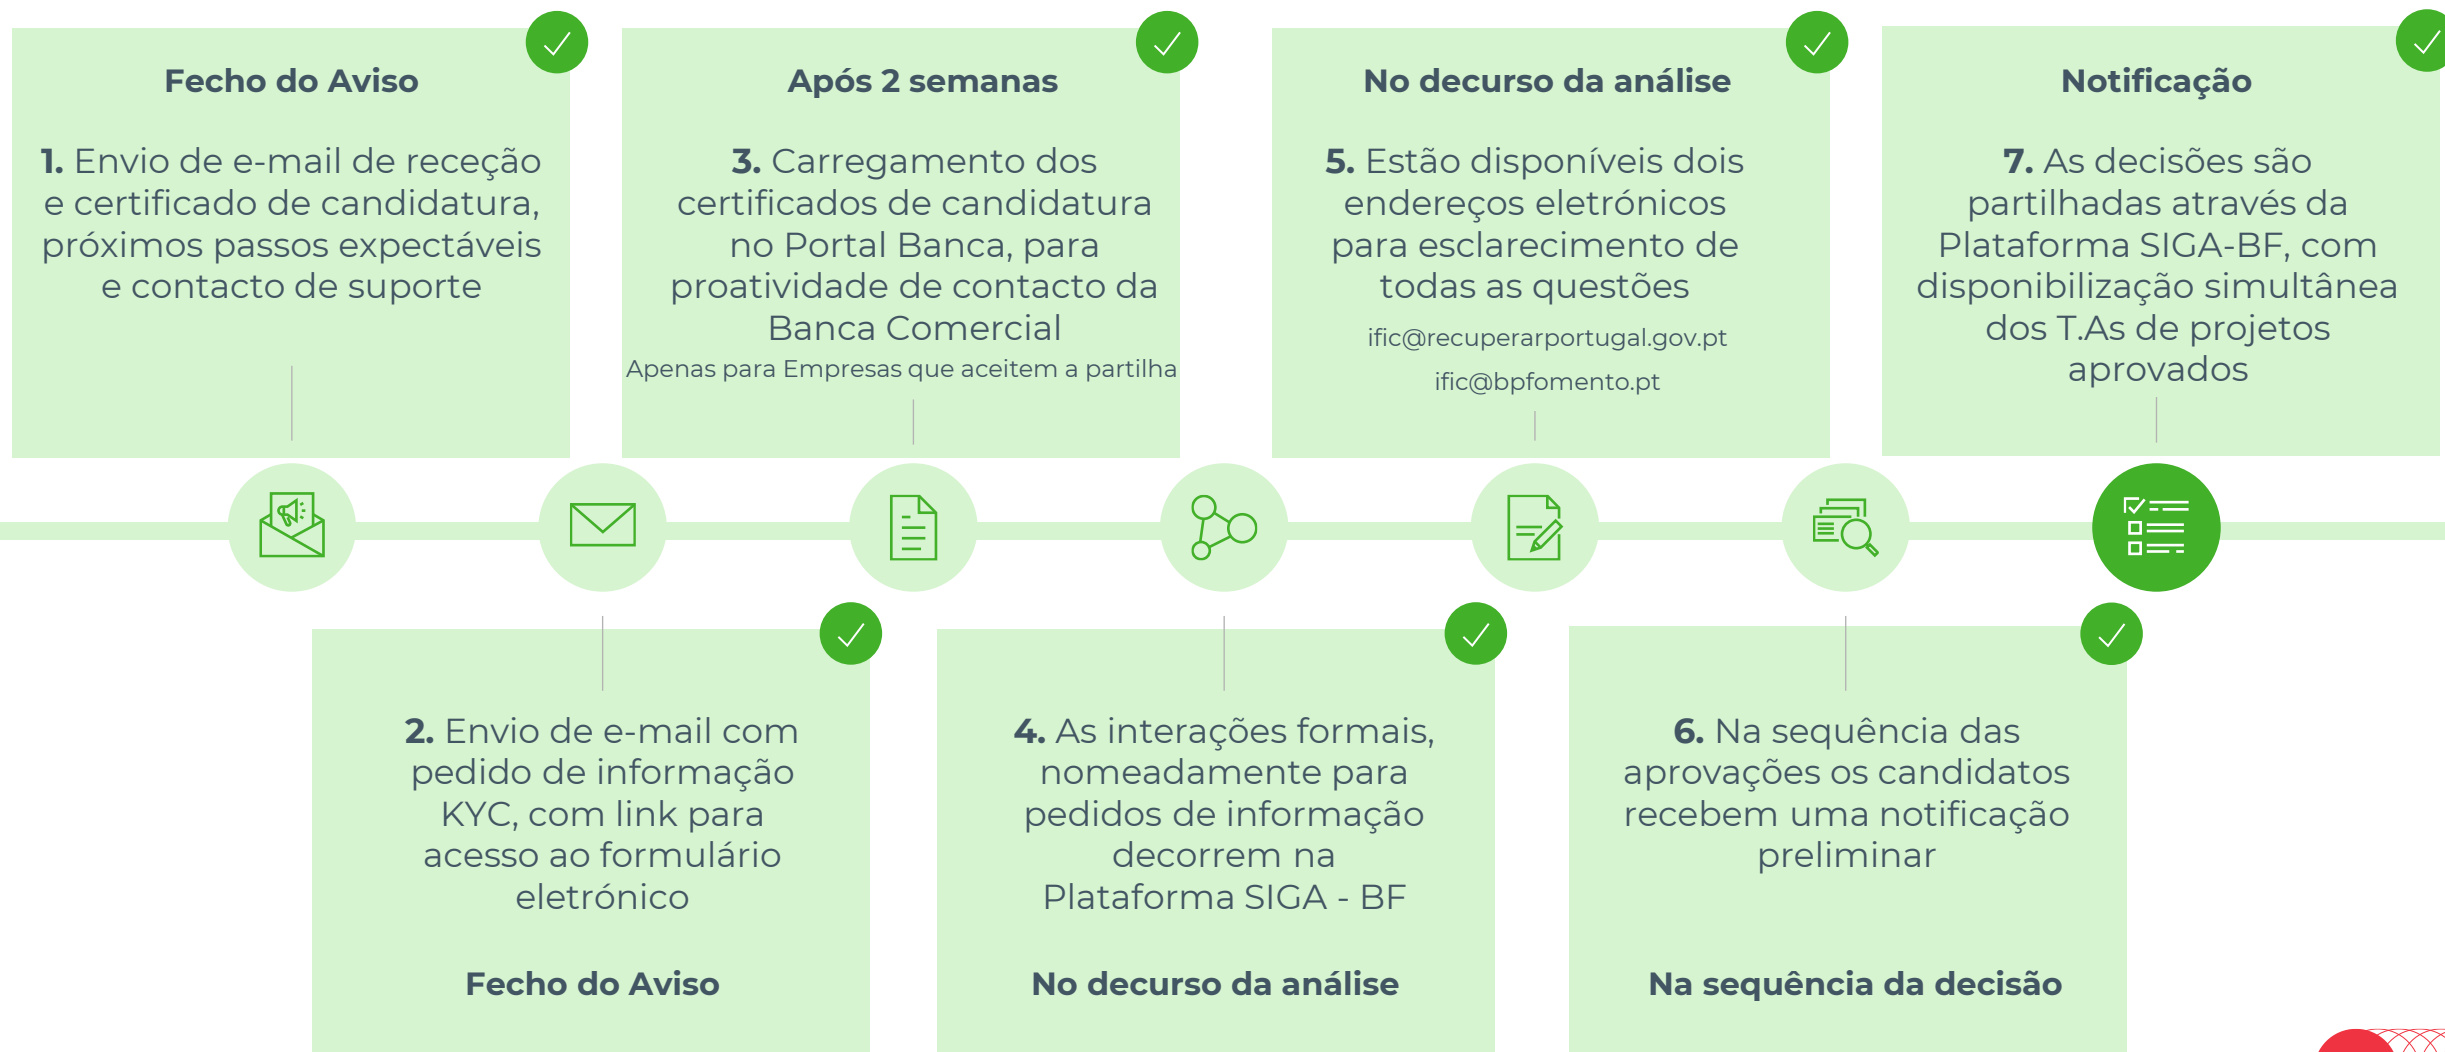 Fecho do Aviso
1. Envio de e-mail de receção
e certificado de candidatura,
próximos passos expectáveis
e contacto de suporte
2. Envio de e-mail com
pedido de informação
KYC, com link para
acesso ao formulário
eletrónico
Fecho do Aviso
Após 2 semanas
3. Carregamento dos
certificados de candidatura
no Portal Banca, para
proatividade de contacto da
Banca Comercial
Apenas para Empresas que aceitem a partilha
4. As interações formais,
nomeadamente para
pedidos de informação
decorrem na
Plataforma SIGA - BF
No decurso da análise
No decurso da análise
5. Estão disponíveis dois
endereços eletrónicos
para esclarecimento de
todas as questões
ific@recuperarportugal.gov.pt
ific@bpfomento.pt
6. Na sequência das
aprovações os candidatos
recebem uma notificação
preliminar
Na sequência da decisão
Notificação
7. As decisões são
partilhadas através da
Plataforma SIGA-BF, com
disponibilização simultânea
dos T.As de projetos
aprovados